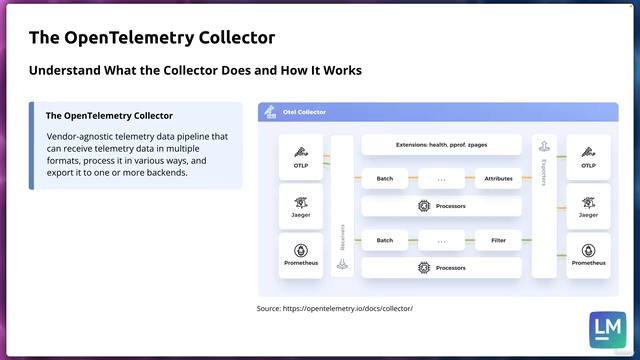 The OpenTelemetry Collector
Understand What the Collector Does and How It Works
The OpenTelemetry Collector
Vendor-agnostic telemetry data pipeline that
can receive telemetry data in multiple
formats, process it in various ways, and
export it to one or more backends.
Otel Collector
OTLP
Jaeger
Prometheus
Receivers
Extensions: health, pprof, zpages
Batch
...
Attributes
Processors
Batch
...
Filter
Processors
Exporters
OTLP
Jaeger
Prometheus
Source: https://opentelemetry.io/docs/collector/
LM